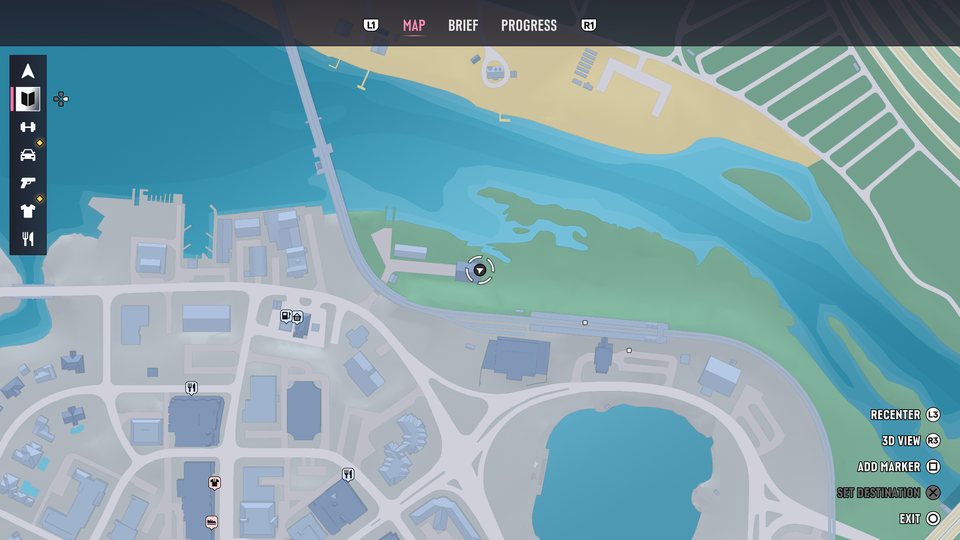 L1 MAP BRIEF PROGRESS R1
RECENTER L3
3D VIEW R3
ADD MARKER
SET DESTINATION
EXIT